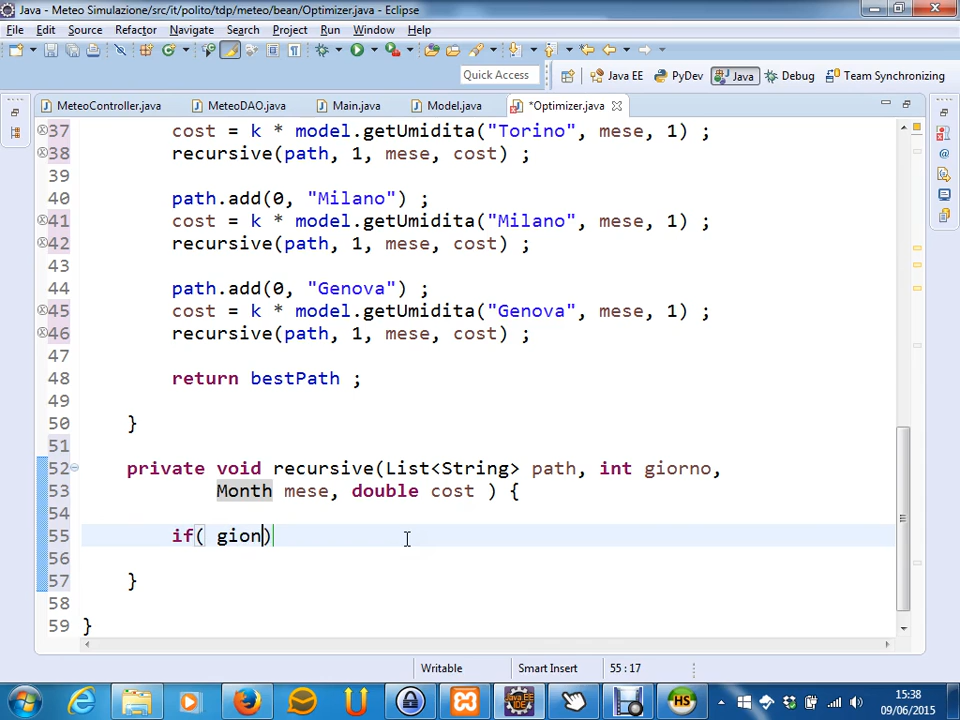 Java - Meteo Simulazione/src/it/polito/tdp/meteo/bean/Optimizer.java - Eclipse
File Edit Source Refactor Navigate Search Project Run Window Help
Quick Access Java EE PyDev Java Debug Team Synchronizing
MeteoController.java MeteoDAO.java Main.java Model.java *Optimizer.java
37 cost = k * model.getUmidita("Torino", mese, 1) ;
38 recursive(path, 1, mese, cost) ;
39
40 path.add(0, "Milano") ;
41 cost = k * model.getUmidita("Milano", mese, 1) ;
42 recursive(path, 1, mese, cost) ;
43
44 path.add(0, "Genova") ;
45 cost = k * model.getUmidita("Genova", mese, 1) ;
46 recursive(path, 1, mese, cost) ;
47
48 return bestPath ;
49
50 }
51
52 private void recursive(List<String> path, int giorno,
53 Month mese, double cost ) {
54
55 if( gion)
56
57 }
58
59 }
Writable Smart Insert 55 : 17
Java EE IDE
HS
15:38
09/06/2015